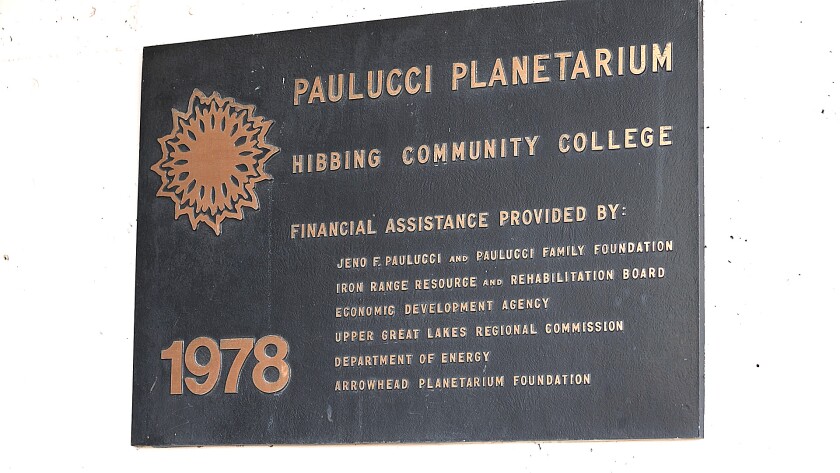 PAULUCCI PLANETARIUM
HIBBING COMMUNITY COLLEGE
FINANCIAL ASSISTANCE PROVIDED BY:
JENO F. PAULUCCI AND PAULUCCI FAMILY FOUNDATION
IRON RANGE RESOURCE AND REHABILITATION BOARD
ECONOMIC DEVELOPMENT AGENCY
UPPER GREAT LAKES REGIONAL COMMISSION
DEPARTMENT OF ENERGY
ARROWHEAD PLANETARIUM FOUNDATION
1978